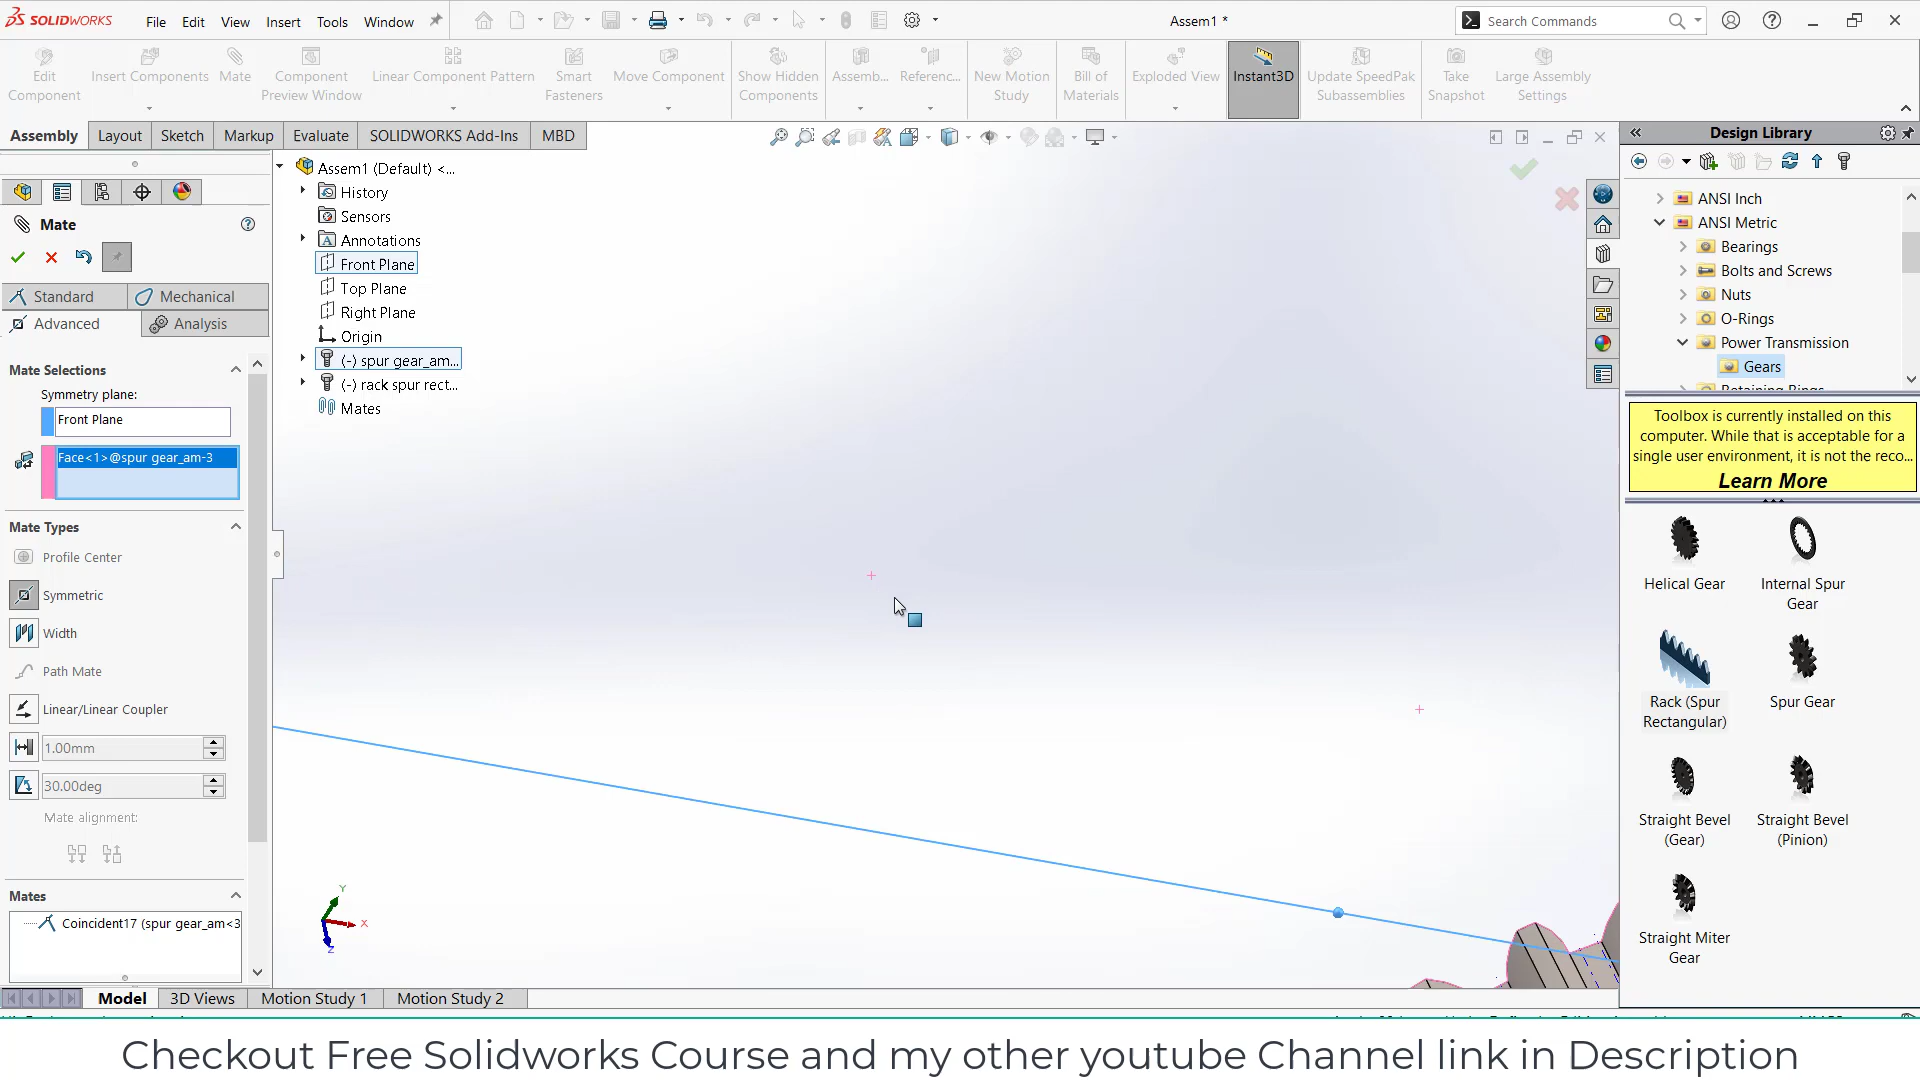 SOLIDWORKS File Edit View Insert Tools Window Assem1 * Search Commands
Edit Component
Insert Components
Mate
Component Preview Window
Linear Component Pattern
Smart Fasteners
Move Component
Show Hidden Components
Assemb...
Referenc...
New Motion Study
Bill of Materials
Exploded View
Instant3D
Update SpeedPak Subassemblies
Take Snapshot
Large Assembly Settings
Assembly Layout Sketch Markup Evaluate SOLIDWORKS Add-Ins MBD
Mate
Standard Mechanical
Advanced Analysis
Mate Selections
Symmetry plane:
Front Plane
Face<1>@spur gear_am-3
Mate Types
Profile Center
Symmetric
Width
Path Mate
Linear/Linear Coupler
1.00mm
30.00deg
Mate alignment:
Mates
Coincident17 (spur gear_am<3
Assem1 (Default) <...
History
Sensors
Annotations
Front Plane
Top Plane
Right Plane
Origin
(-) spur gear_am...
(-) rack spur rect...
Mates
Y
X
Z
Model 3D Views Motion Study 1 Motion Study 2
Design Library
ANSI Inch
ANSI Metric
Bearings
Bolts and Screws
Nuts
O-Rings
Power Transmission
Gears
Toolbox is currently installed on this
computer. While that is acceptable for a
single user environment, it is not the reco...
Learn More
Helical Gear
Internal Spur Gear
Rack (Spur Rectangular)
Spur Gear
Straight Bevel (Gear)
Straight Bevel (Pinion)
Straight Miter Gear
Checkout Free Solidworks Course and my other youtube Channel link in Description